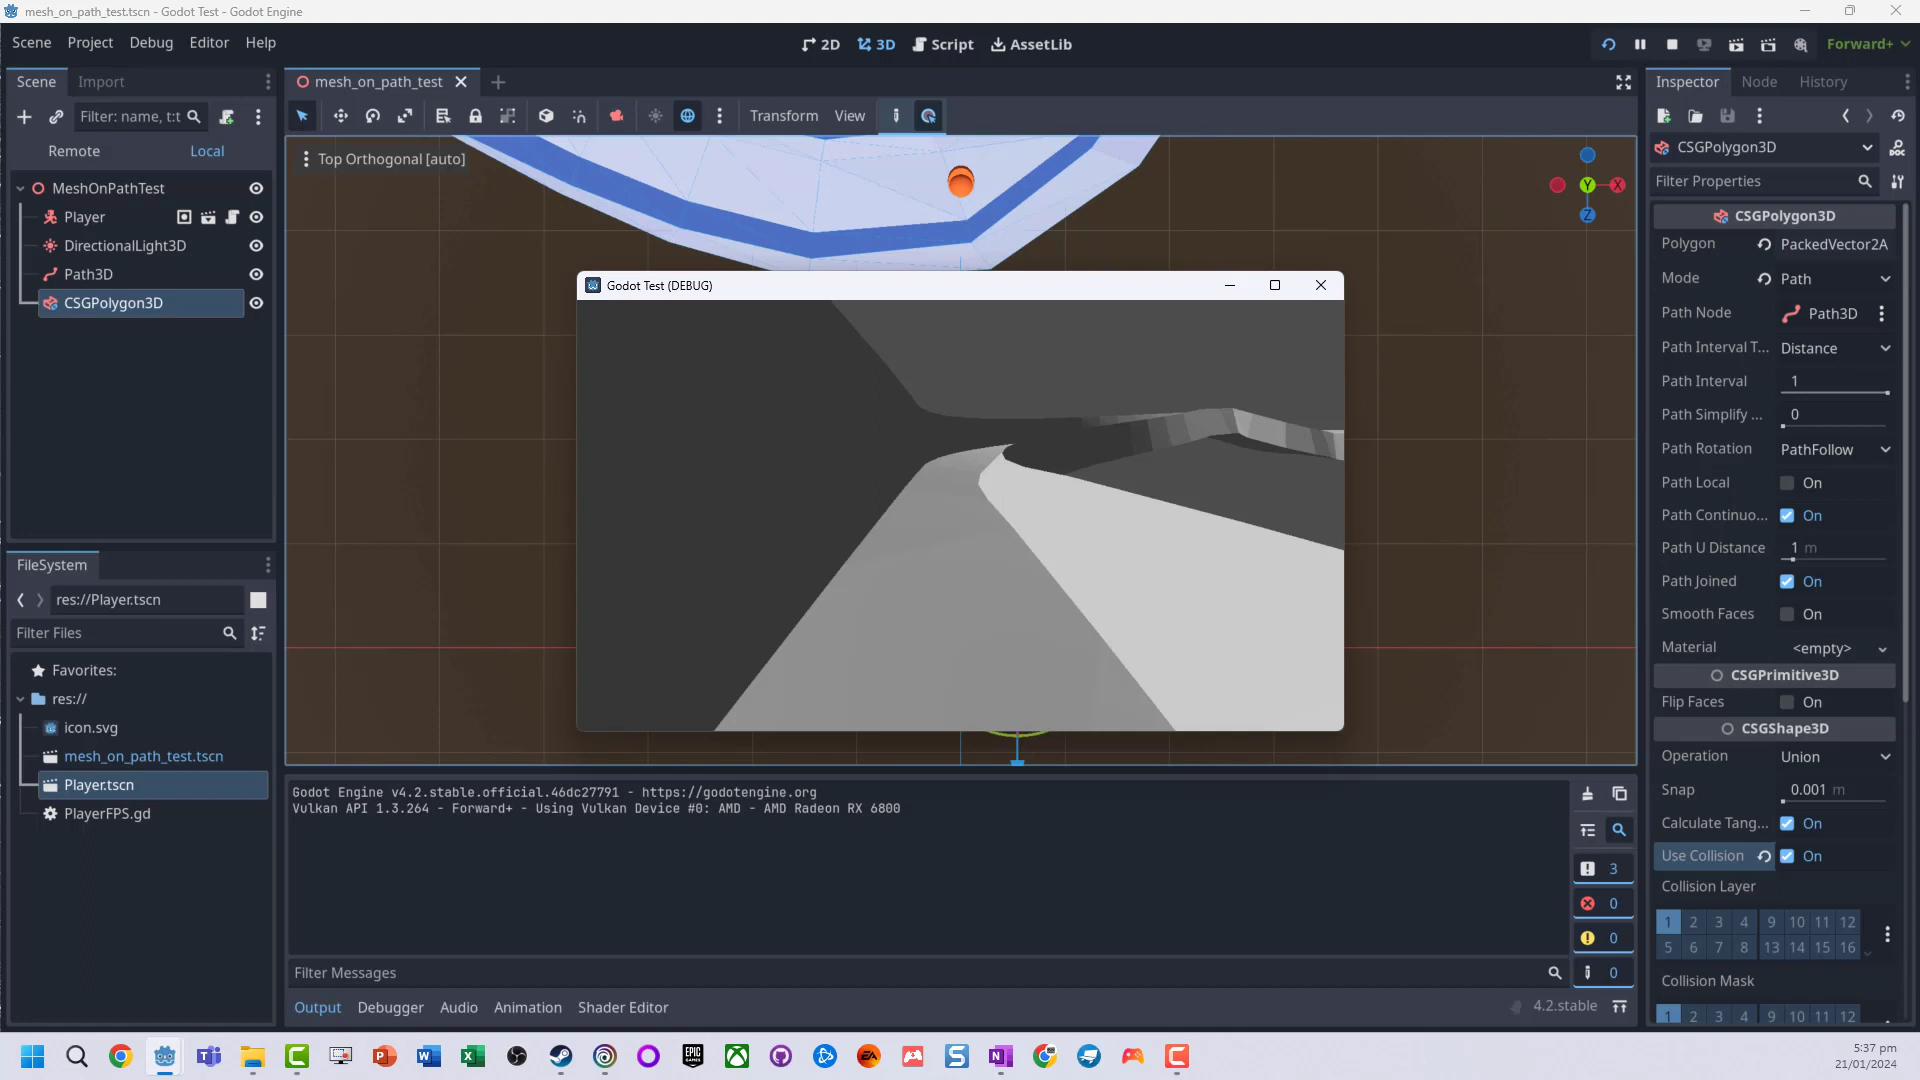 mesh_on_path_test.tscn - Godot Test - Godot Engine
Scene Project Debug Editor Help
2D 3D Script AssetLib
Forward+
Scene Import
mesh_on_path_test
Inspector Node History
Filter: name, t:t
Transform View
Remote Local
Top Orthogonal [auto]
X
Y
Z
CSGPolygon3D
Filter Properties
MeshOnPathTest
Player
DirectionalLight3D
Path3D
CSGPolygon3D
Godot Test (DEBUG)
CSGPolygon3D
Polygon PackedVector2A
Mode Path
Path Node Path3D
Path Interval T... Distance
Path Interval 1
Path Simplify ... 0
Path Rotation PathFollow
Path Local On
Path Continuo... On
Path U Distance 1 m
Path Joined On
Smooth Faces On
Material <empty>
CSGPrimitive3D
Flip Faces On
CSGShape3D
Operation Union
Snap 0.001 m
Calculate Tang... On
Use Collision On
Collision Layer
1 2 3 4 9 10 11 12
5 6 7 8 13 14 15 16
Collision Mask
1 2 3 4 9 10 11 12
FileSystem
res://Player.tscn
Filter Files
Favorites:
res://
icon.svg
mesh_on_path_test.tscn
Player.tscn
PlayerFPS.gd
Godot Engine v4.2.stable.official.46dc27791 - https://godotengine.org
Vulkan API 1.3.264 - Forward+ - Using Vulkan Device #0: AMD - AMD Radeon RX 6800
3
0
0
0
Filter Messages
Output Debugger Audio Animation Shader Editor
4.2.stable
5:37 pm
21/01/2024